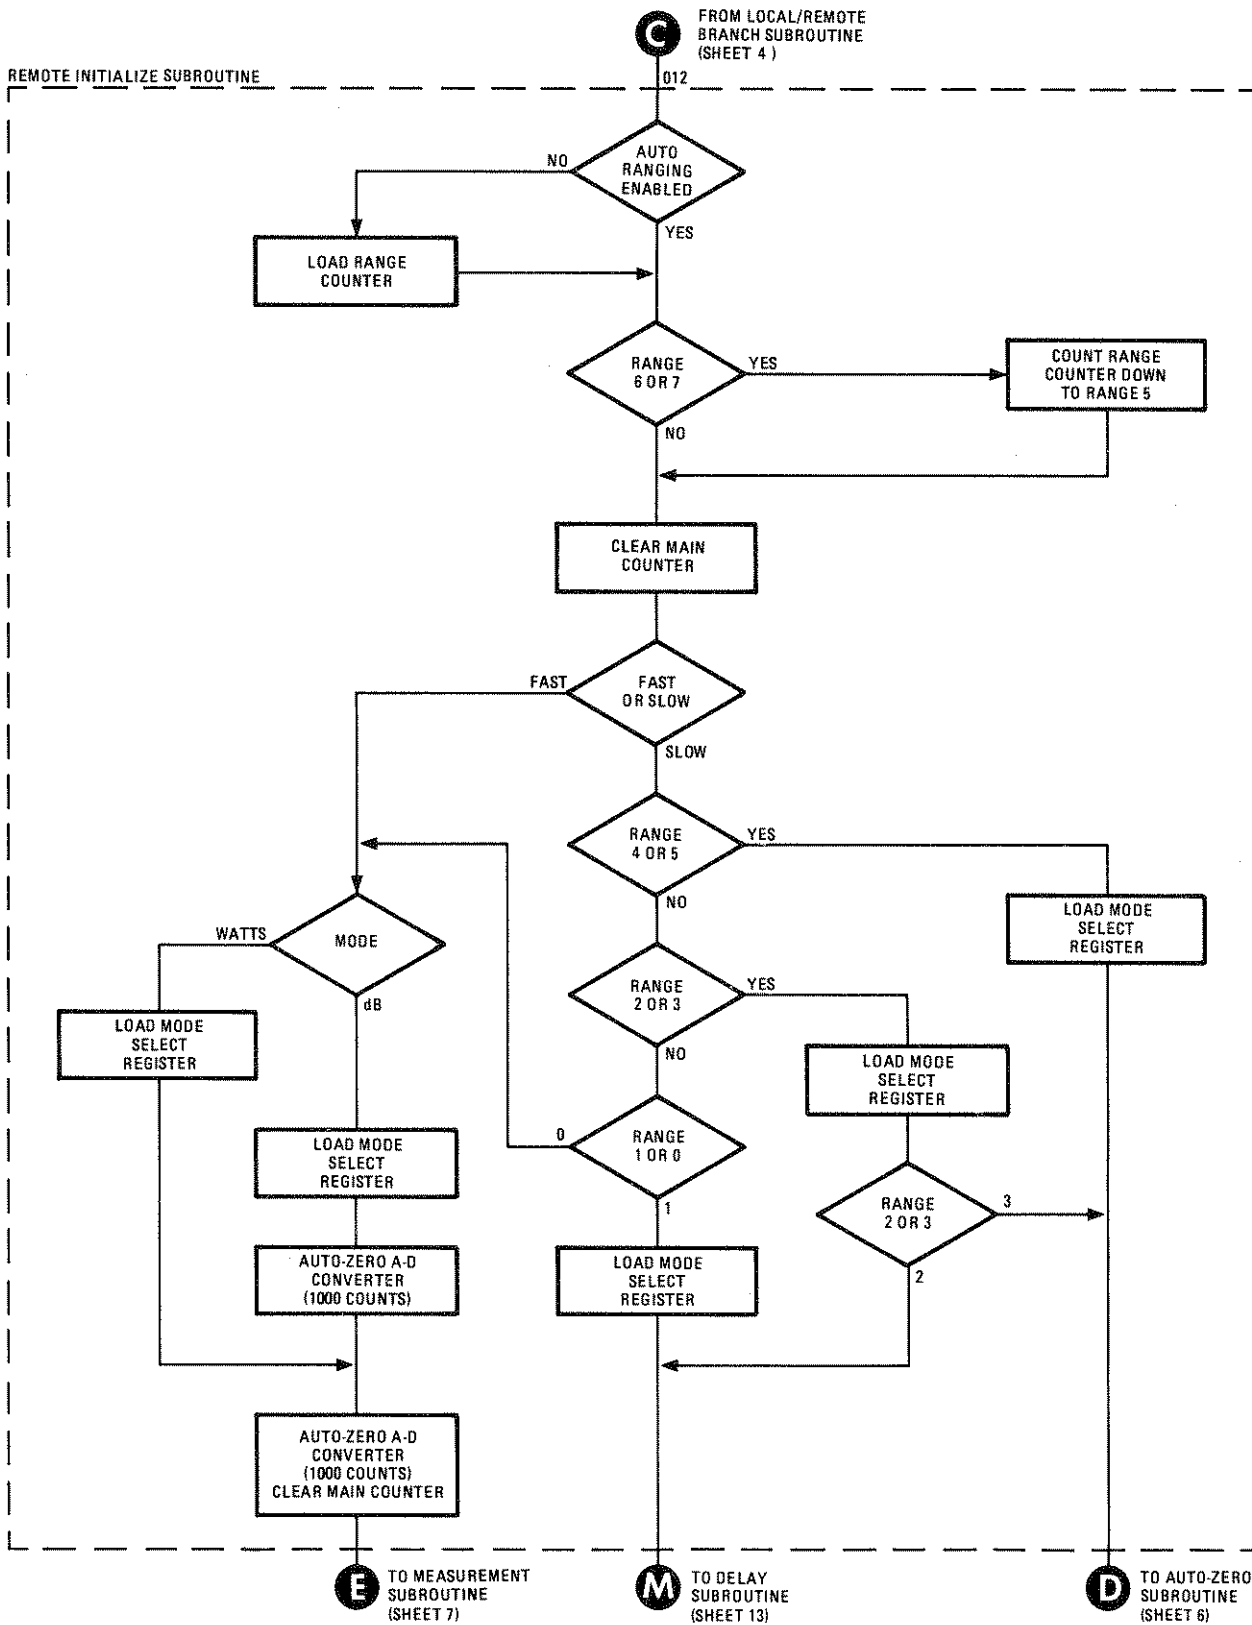 C
FROM LOCAL/REMOTE
BRANCH SUBROUTINE
(SHEET 4 )
REMOTE INITIALIZE SUBROUTINE
012
AUTO
RANGING
ENABLED
NO
YES
LOAD RANGE
COUNTER
RANGE
6 OR 7
YES
NO
COUNT RANGE
COUNTER DOWN
TO RANGE 5
CLEAR MAIN
COUNTER
FAST
OR SLOW
FAST
SLOW
RANGE
4 OR 5
YES
NO
LOAD MODE
SELECT
REGISTER
MODE
WATTS
dB
LOAD MODE
SELECT
REGISTER
RANGE
2 OR 3
YES
NO
LOAD MODE
SELECT
REGISTER
LOAD MODE
SELECT
REGISTER
RANGE
1 OR 0
0
1
RANGE
2 OR 3
3
2
AUTO-ZERO A-D
CONVERTER
(1000 COUNTS)
LOAD MODE
SELECT
REGISTER
AUTO-ZERO A-D
CONVERTER
(1000 COUNTS)
CLEAR MAIN COUNTER
E
TO MEASUREMENT
SUBROUTINE
(SHEET 7)
M
TO DELAY
SUBROUTINE
(SHEET 13)
D
TO AUTO-ZERO
SUBROUTINE
(SHEET 6)